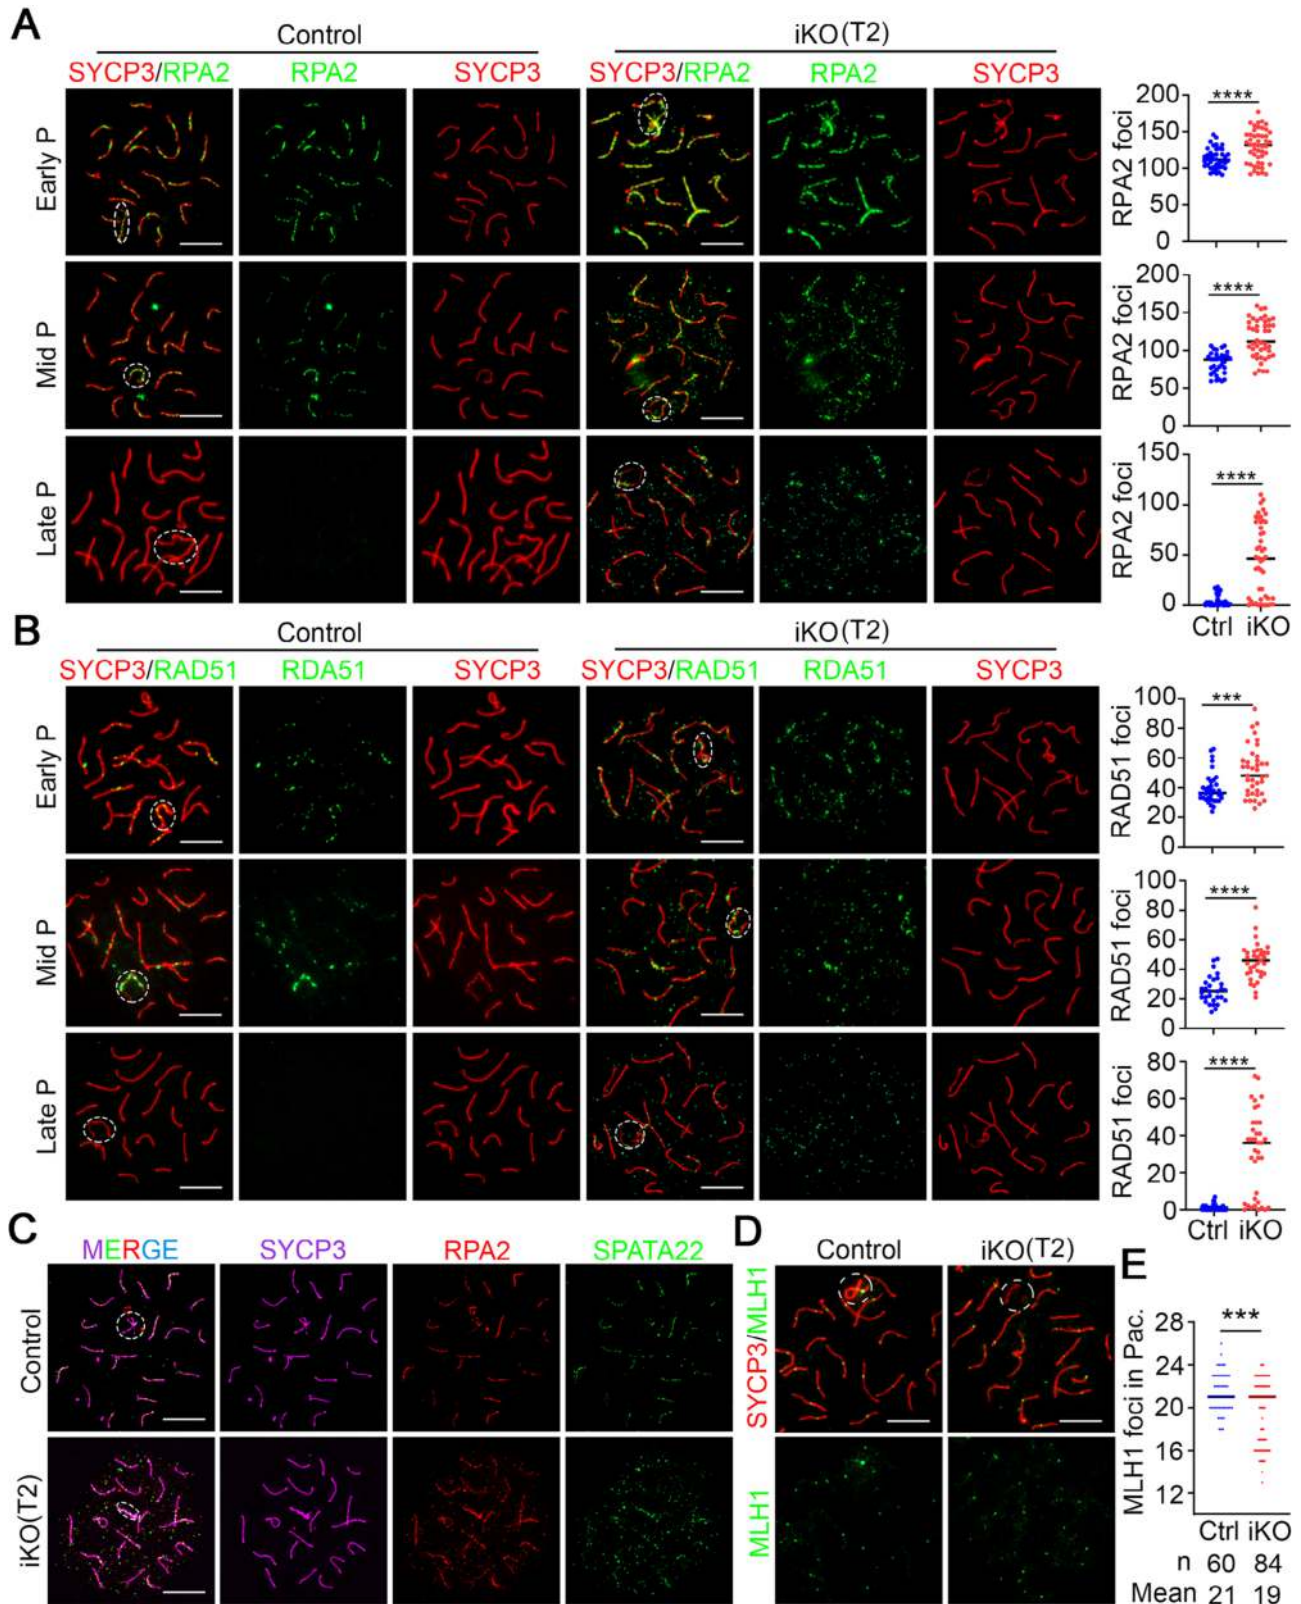 A
Control
iKO(T2)
SYCP3/RPA2
RPA2
SYCP3
SYCP3/RPA2
RPA2
SYCP3
Early P
200
150
100
50
0
RPA2 foci
****
Mid P
200
150
100
50
0
RPA2 foci
****
Late P
150
100
50
0
RPA2 foci
****
Ctrl iKO
B
Control
iKO(T2)
SYCP3/RAD51
RDA51
SYCP3
SYCP3/RAD51
RDA51
SYCP3
Early P
100
80
60
40
20
0
RAD51 foci
***
Mid P
100
80
60
40
20
0
RAD51 foci
****
Late P
80
60
40
20
0
RAD51 foci
****
Ctrl iKO
C
MERGE
SYCP3
RPA2
SPATA22
Control
iKO(T2)
D
Control
iKO(T2)
SYCP3/MLH1
MLH1
E
MLH1 foci in Pac.
28
24
20
16
12
***
Ctrl iKO
n 60 84
Mean 21 19